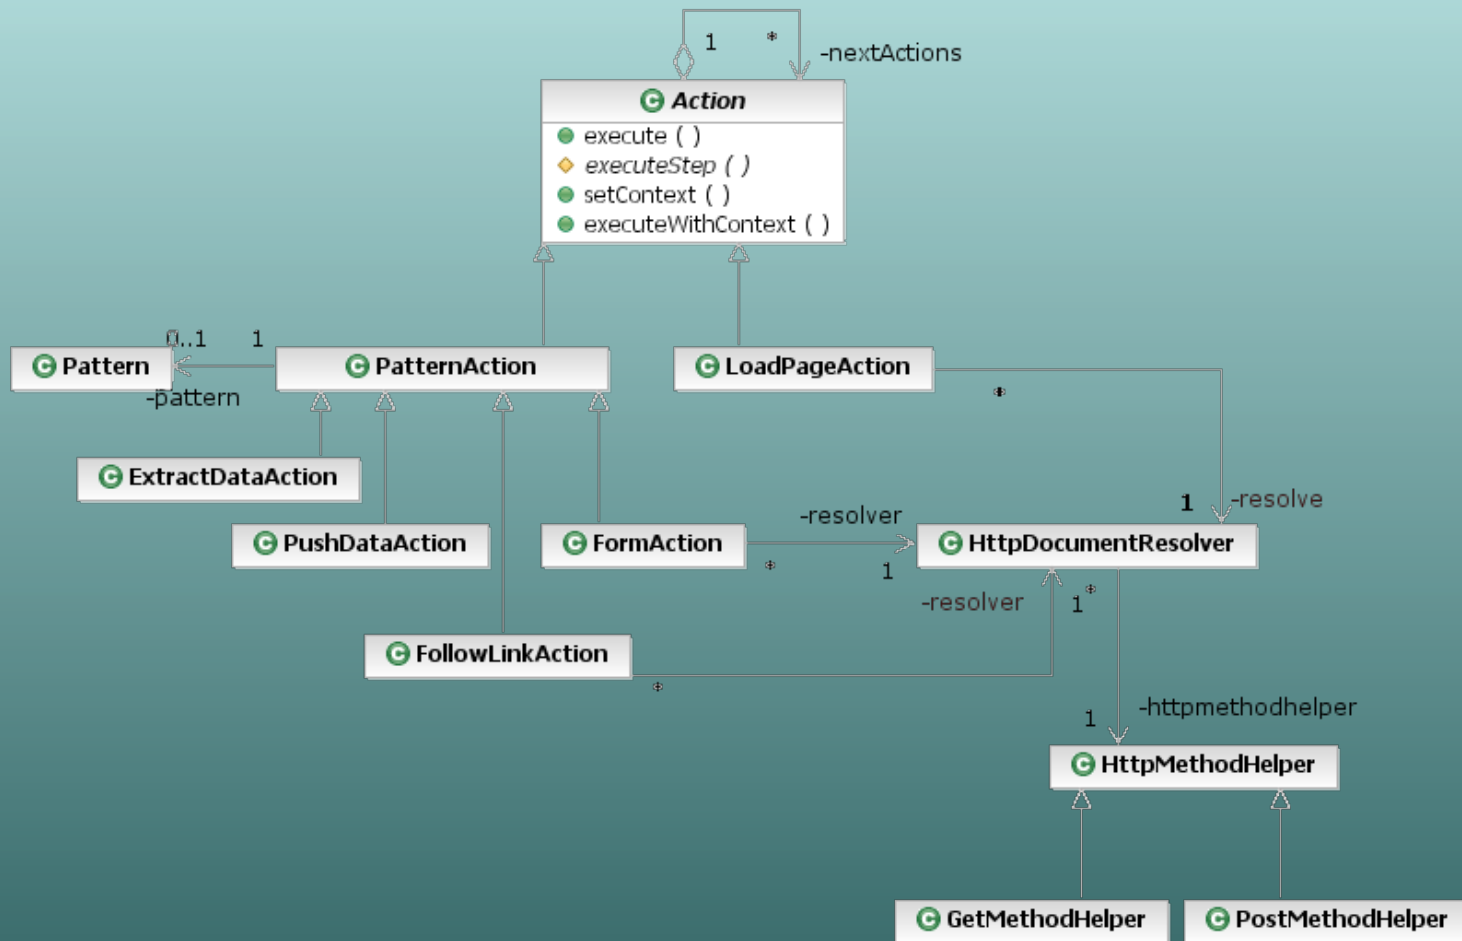 1
*
-nextActions
C Action
execute ( )
executeStep ( )
setContext ( )
executeWithContext ( )
0..1
1
C Pattern
C PatternAction
C LoadPageAction
-pattern
*
C ExtractDataAction
1
-resolve
-resolver
C PushDataAction
C FormAction
C HttpDocumentResolver
*
1
-resolver
1
*
C FollowLinkAction
*
-httpmethodhelper
1
C HttpMethodHelper
C GetMethodHelper
C PostMethodHelper